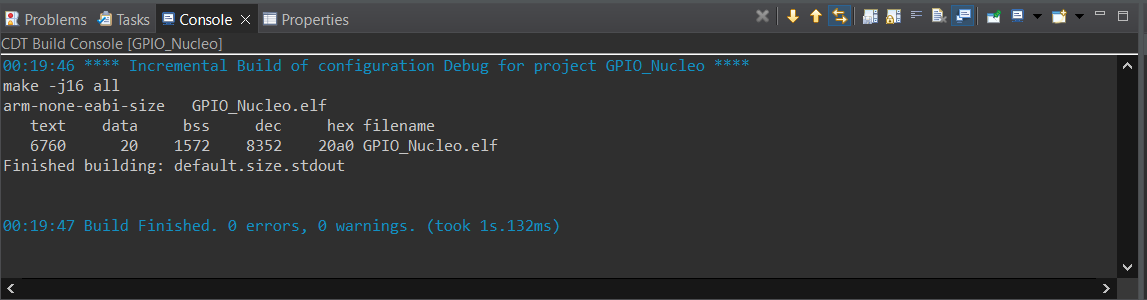 Problems Tasks Console Properties
CDT Build Console [GPIO_Nucleo]
00:19:46 **** Incremental Build of configuration Debug for project GPIO_Nucleo ****
make -j16 all
arm-none-eabi-size   GPIO_Nucleo.elf
   text    data     bss     dec     hex filename
   6760      20    1572    8352    20a0 GPIO_Nucleo.elf
Finished building: default.size.stdout
00:19:47 Build Finished. 0 errors, 0 warnings. (took 1s.132ms)